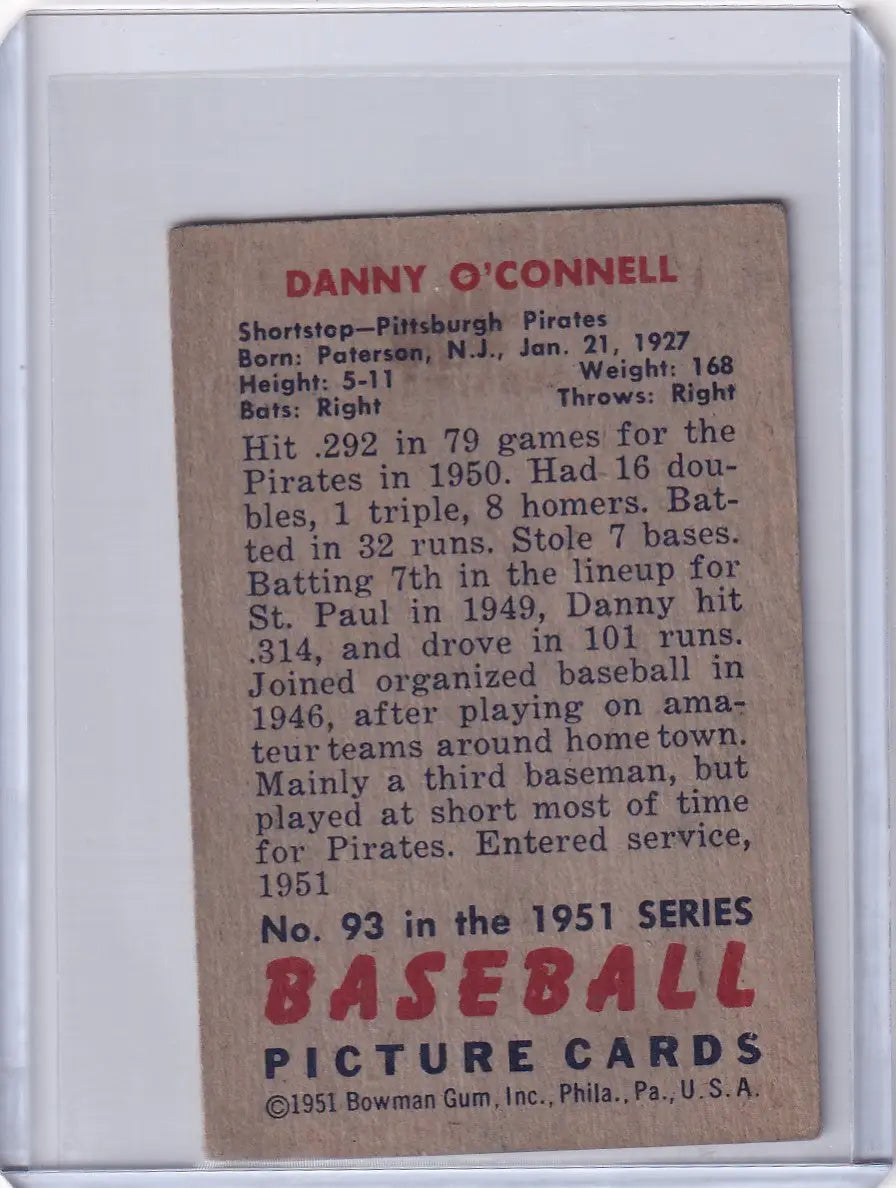 DANNY O'CONNELL
Shortstop—Pittsburgh Pirates
Born: Paterson, N.J., Jan. 21, 1927
Height: 5-11 Weight: 168
Bats: Right Throws: Right
Hit .292 in 79 games for the
Pirates in 1950. Had 16 dou-
bles, 1 triple, 8 homers. Bat-
ted in 32 runs. Stole 7 bases.
Batting 7th in the lineup for
St. Paul in 1949, Danny hit
.314, and drove in 101 runs.
Joined organized baseball in
1946, after playing on ama-
teur teams around home town.
Mainly a third baseman, but
played at short most of time
for Pirates. Entered service,
1951
No. 93 in the 1951 SERIES
BASEBALL
PICTURE CARDS
©1951 Bowman Gum, Inc., Phila., Pa., U.S.A.